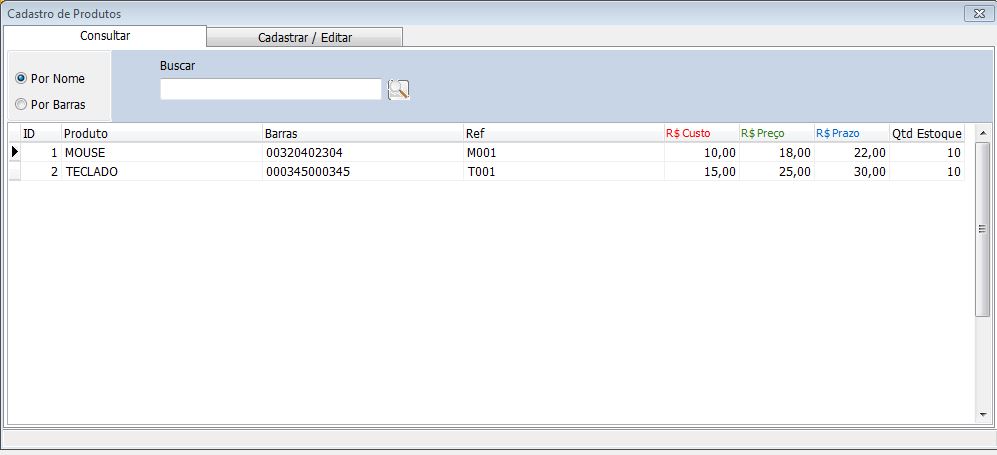 Cadastro de Produtos
Consultar Cadastrar / Editar
Buscar
Por Nome
Por Barras
ID Produto Barras Ref R$ Custo R$ Preço R$ Prazo Qtd Estoque
1 MOUSE 00320402304 M001 10,00 18,00 22,00 10
2 TECLADO 000345000345 T001 15,00 25,00 30,00 10